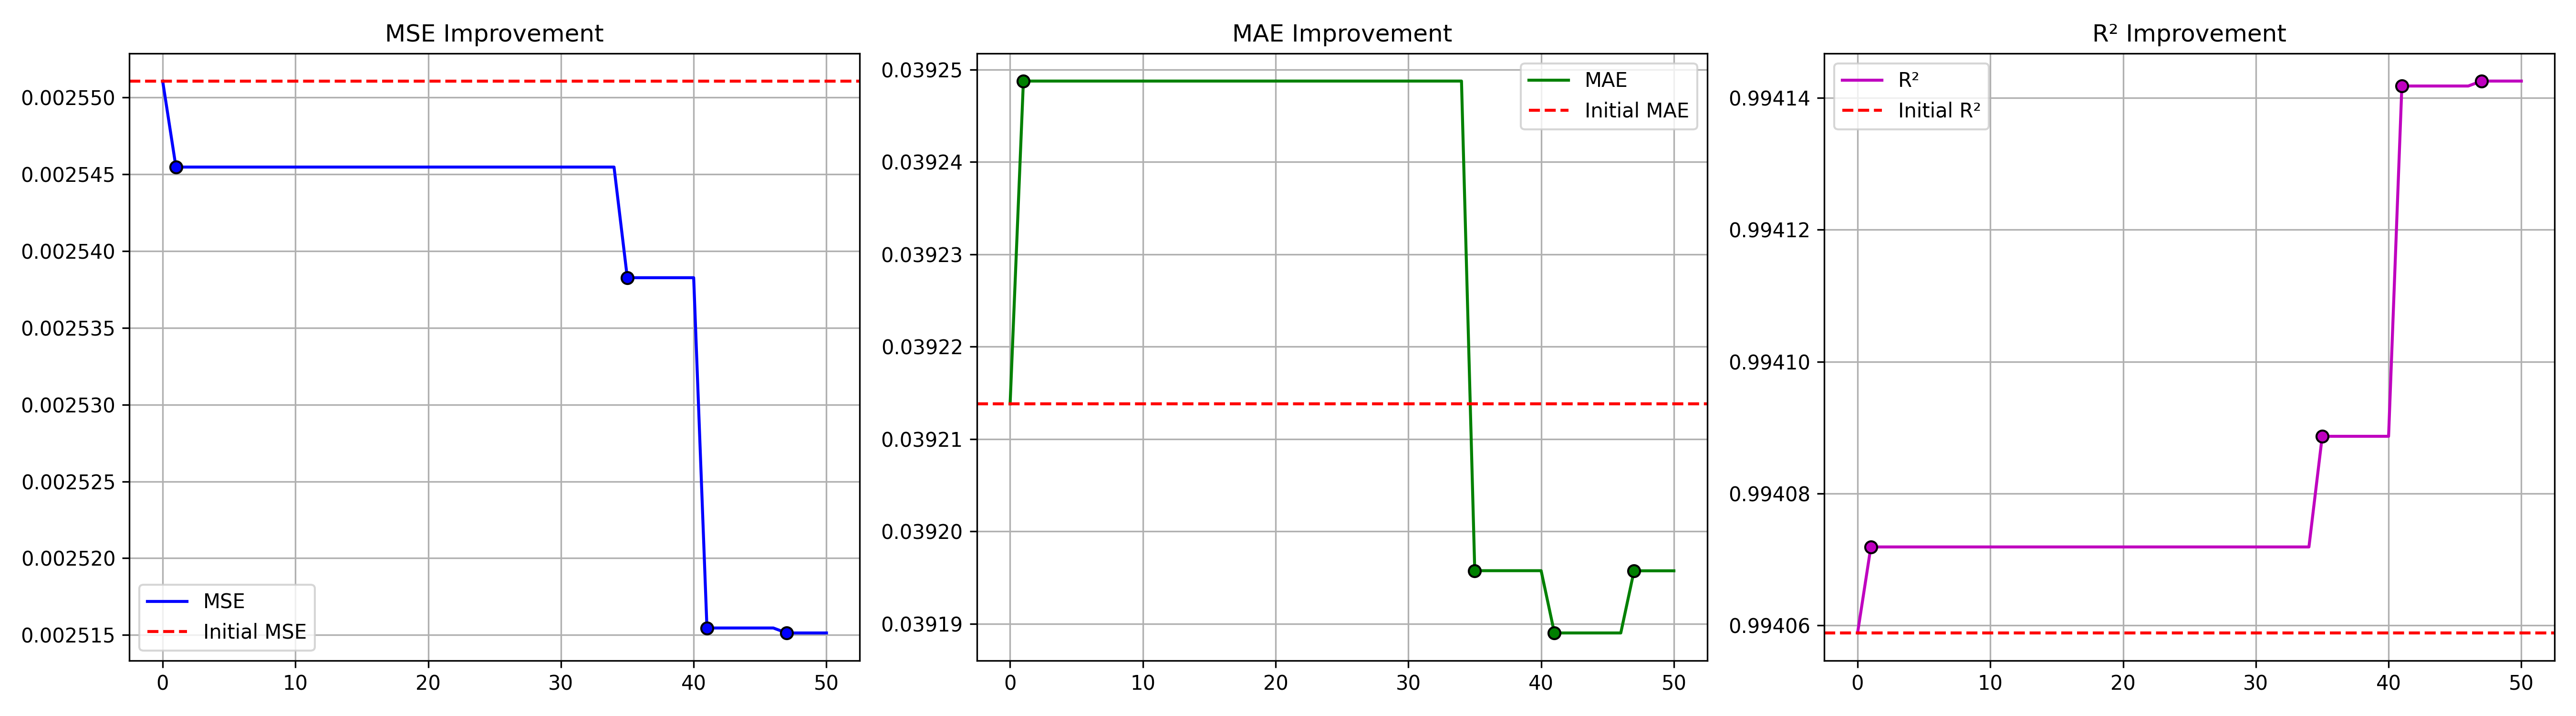 MSE Improvement
0.002550
0.002545
0.002540
0.002535
0.002530
0.002525
0.002520
0.002515
MSE
Initial MSE
0 10 20 30 40 50
MAE Improvement
0.03925
0.03924
0.03923
0.03922
0.03921
0.03920
0.03919
MAE
Initial MAE
0 10 20 30 40 50
R² Improvement
0.99414
0.99412
0.99410
0.99408
0.99406
R²
Initial R²
0 10 20 30 40 50